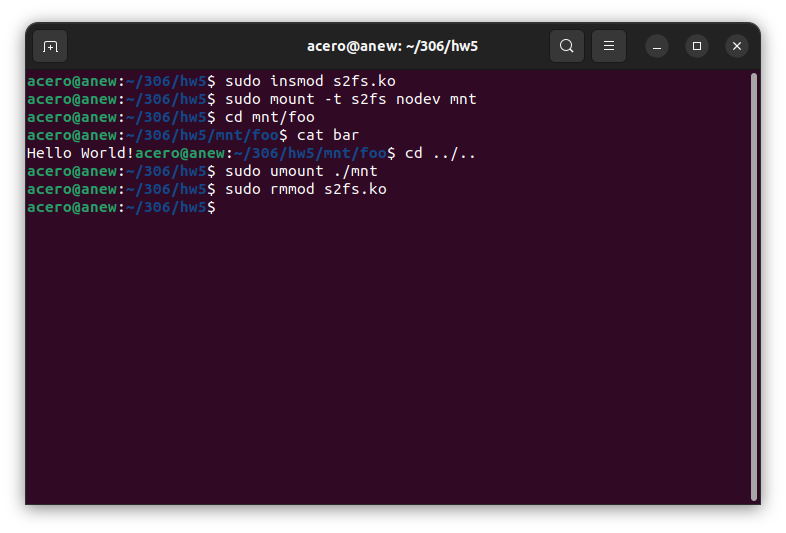 acero@anew: ~/306/hw5
acero@anew:~/306/hw5$ sudo insmod s2fs.ko
acero@anew:~/306/hw5$ sudo mount -t s2fs nodev mnt
acero@anew:~/306/hw5$ cd mnt/foo
acero@anew:~/306/hw5/mnt/foo$ cat bar
Hello World!acero@anew:~/306/hw5/mnt/foo$ cd ../..
acero@anew:~/306/hw5$ sudo umount ./mnt
acero@anew:~/306/hw5$ sudo rmmod s2fs.ko
acero@anew:~/306/hw5$